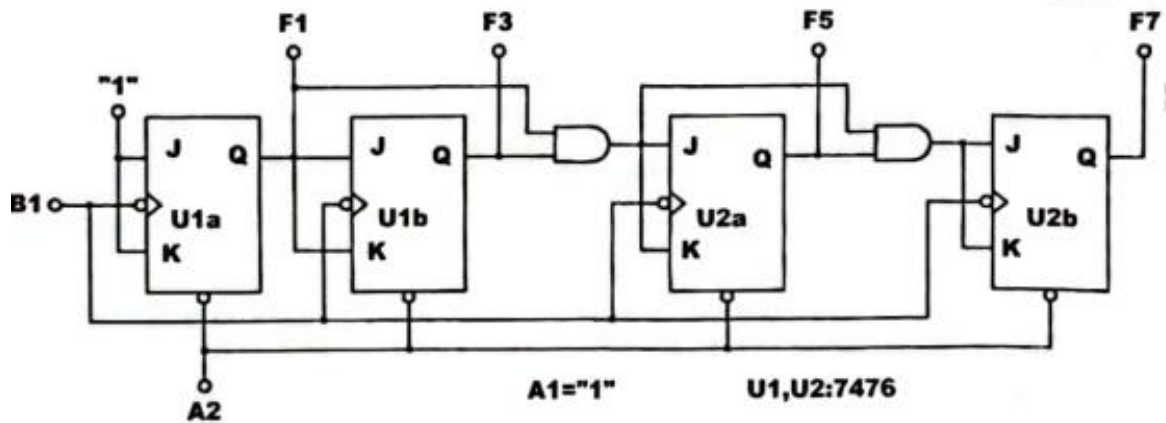 F1 F3 F5 F7
"1"
J Q J Q J Q J Q
B1 U1a U1b U2a U2b
K K K K
A1="1" U1,U2:7476
A2